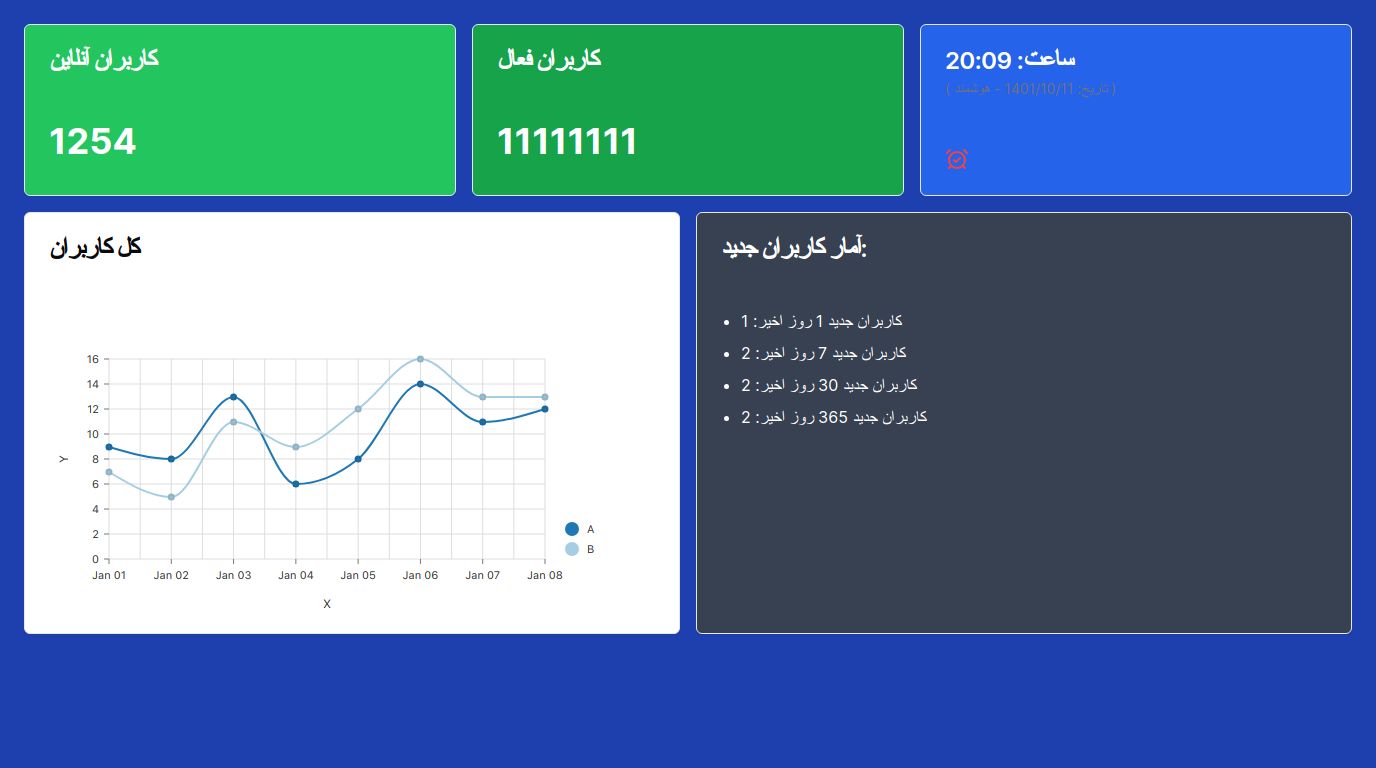 کاربران آنلاین
1254
کاربران فعال
11111111
ساعت: 20:09
( تاریخ: 1401/10/11 - هوشمند )
کل کاربران
16
14
12
10
8
6
4
2
0
Y
Jan 01 Jan 02 Jan 03 Jan 04 Jan 05 Jan 06 Jan 07 Jan 08
X
A
B
آمار کاربران جدید:
کاربران جدید 1 روز اخیر: 1
کاربران جدید 7 روز اخیر: 2
کاربران جدید 30 روز اخیر: 2
کاربران جدید 365 روز اخیر: 2